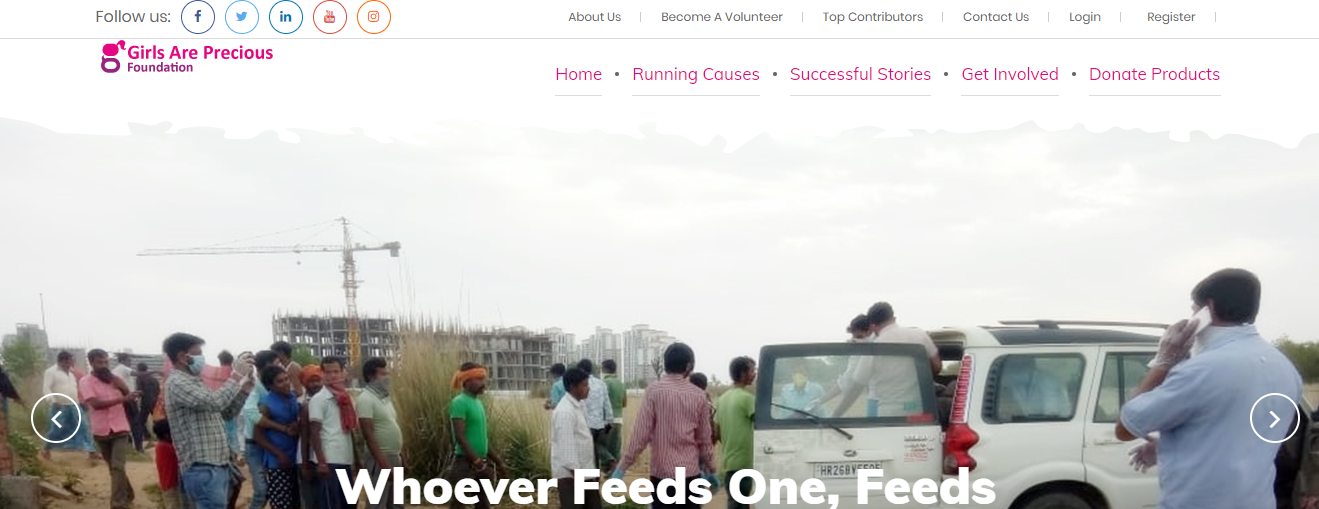 Follow us:
About Us
Become A Volunteer
Top Contributors
Contact Us
Login
Register
Girls Are Precious
Foundation
Home • Running Causes • Successful Stories • Get Involved • Donate Products
Whoever Feeds One, Feeds